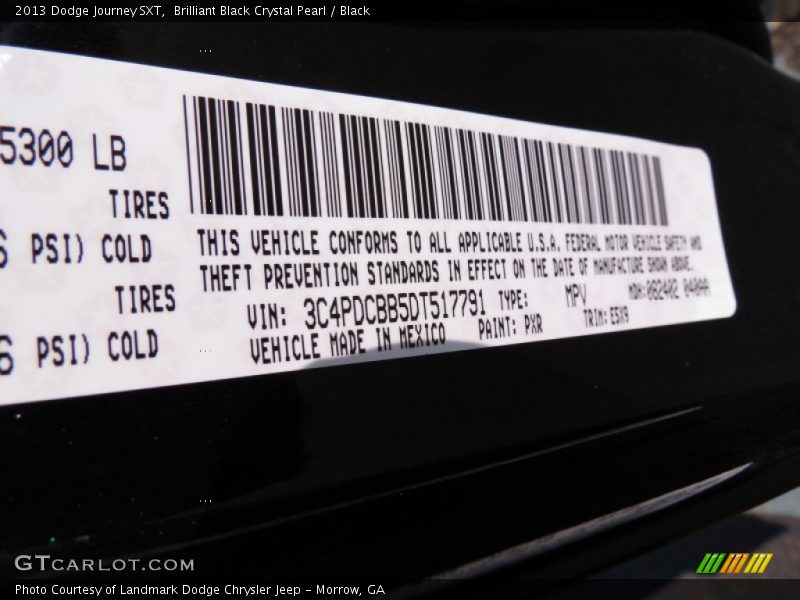 2013 Dodge Journey SXT,  Brilliant Black Crystal Pearl / Black
5300 LB
TIRES
PSI) COLD
TIRES
PSI) COLD
THIS VEHICLE CONFORMS TO ALL APPLICABLE U.S.A. FEDERAL MOTOR VEHICLE SAFETY AND
THEFT PREVENTION STANDARDS IN EFFECT ON THE DATE OF MANUFACTURE SHOWN ABOVE.
VIN: 3C4PDCBB5DT517791 TYPE: MPV MDH:
VEHICLE MADE IN MEXICO PAINT: PXR TRIM:E5X9
GTCARLOT.COM
Photo Courtesy of Landmark Dodge Chrysler Jeep - Morrow, GA